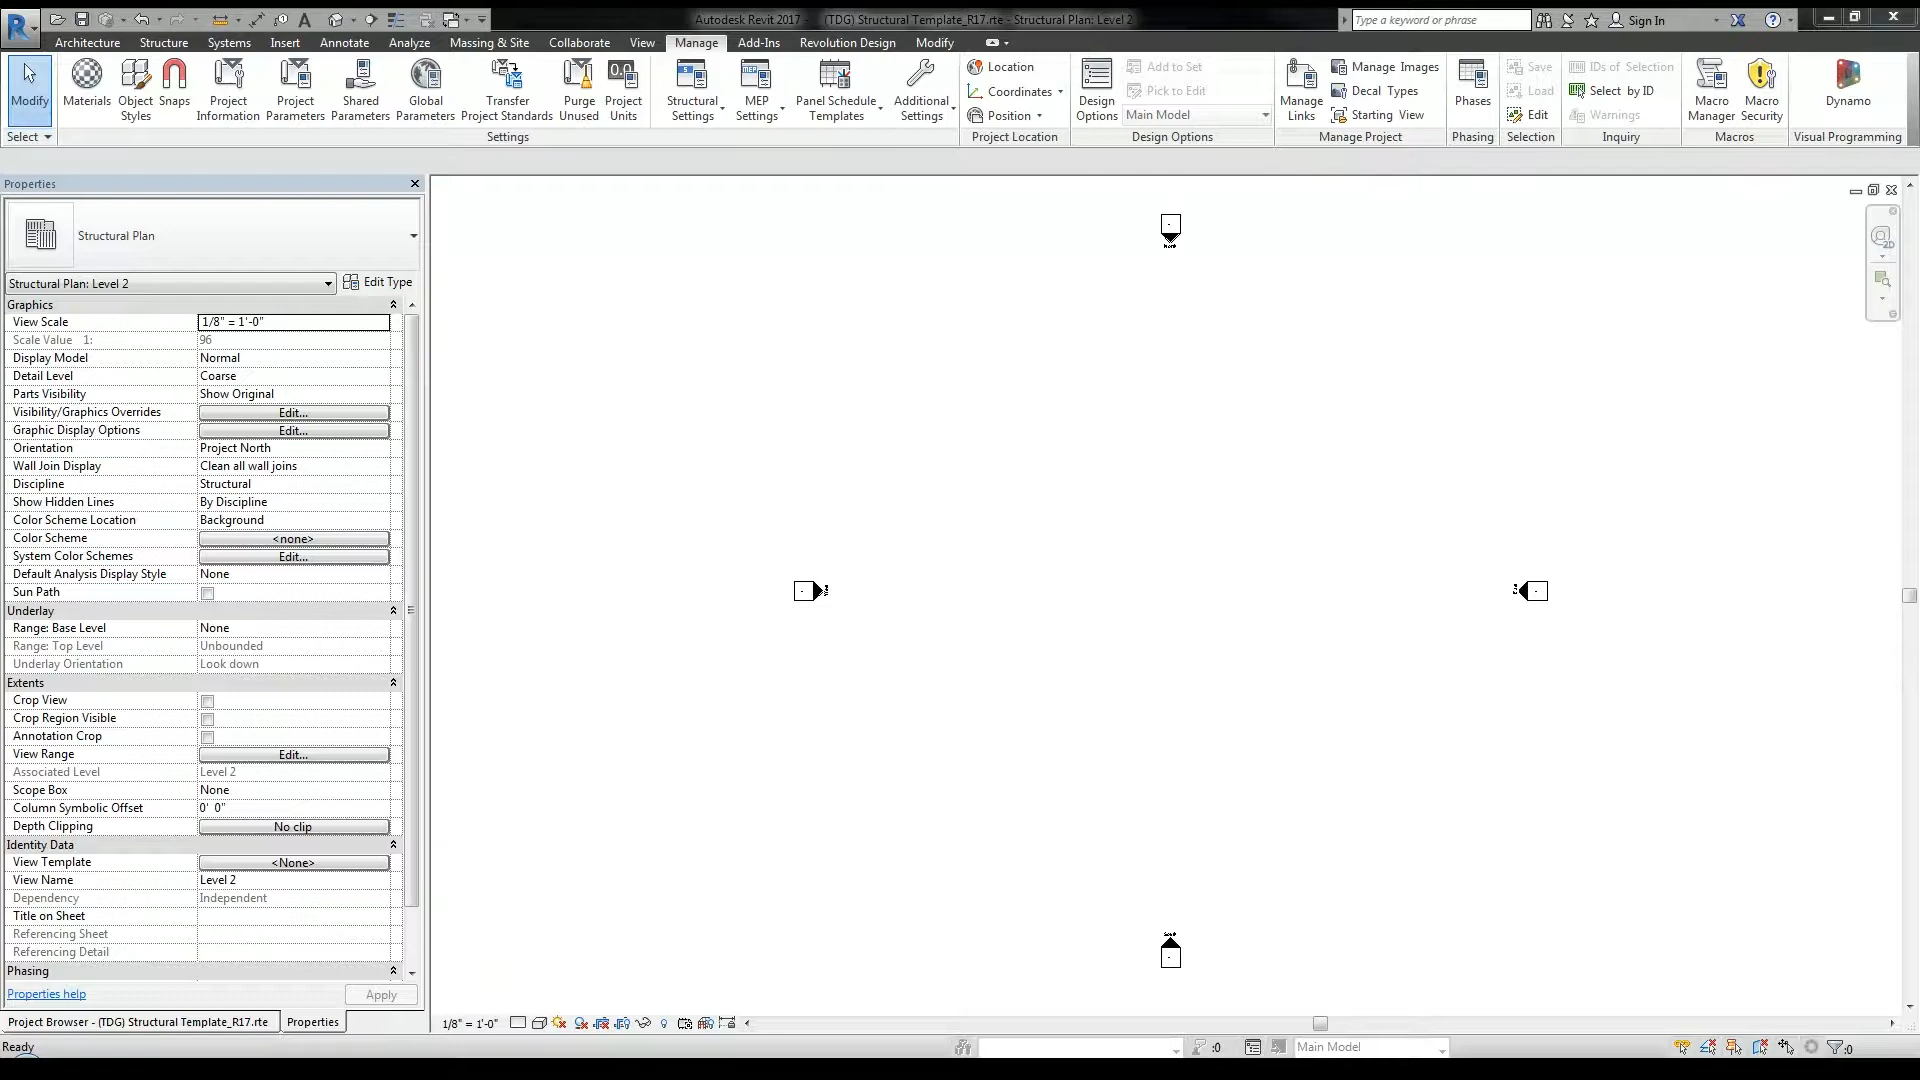 Autodesk Revit 2017 - (TDG) Structural Template_R17.rte - Structural Plan: Level 2
Type a keyword or phrase
Sign In
Architecture Structure Systems Insert Annotate Analyze Massing & Site Collaborate View Manage Add-Ins Revolution Design Modify
Modify
Materials
Object Styles
Snaps
Project Information
Project Parameters
Shared Parameters
Global Parameters
Transfer Project Standards
Purge Unused
Project Units
Structural Settings
MEP Settings
Panel Schedule Templates
Additional Settings
Location
Coordinates
Position
Design Options
Add to Set
Pick to Edit
Main Model
Manage Links
Manage Images
Decal Types
Starting View
Phases
Save
Load
Edit
IDs of Selection
Select by ID
Warnings
Macro Manager
Macro Security
Dynamo
Select Settings Project Location Design Options Manage Project Phasing Selection Inquiry Macros Visual Programming
Properties
Structural Plan
Structural Plan: Level 2 Edit Type
Graphics
View Scale 1/8" = 1'-0"
Scale Value 1: 96
Display Model Normal
Detail Level Coarse
Parts Visibility Show Original
Visibility/Graphics Overrides Edit...
Graphic Display Options Edit...
Orientation Project North
Wall Join Display Clean all wall joins
Discipline Structural
Show Hidden Lines By Discipline
Color Scheme Location Background
Color Scheme <none>
System Color Schemes Edit...
Default Analysis Display Style None
Sun Path
Underlay
Range: Base Level None
Range: Top Level Unbounded
Underlay Orientation Look down
Extents
Crop View
Crop Region Visible
Annotation Crop
View Range Edit...
Associated Level Level 2
Scope Box None
Column Symbolic Offset 0' 0"
Depth Clipping No clip
Identity Data
View Template <None>
View Name Level 2
Dependency Independent
Title on Sheet
Referencing Sheet
Referencing Detail
Phasing
Properties help Apply
Project Browser - (TDG) Structural Template_R17.rte Properties
1/8" = 1'-0"
Ready
:0
Main Model
:0